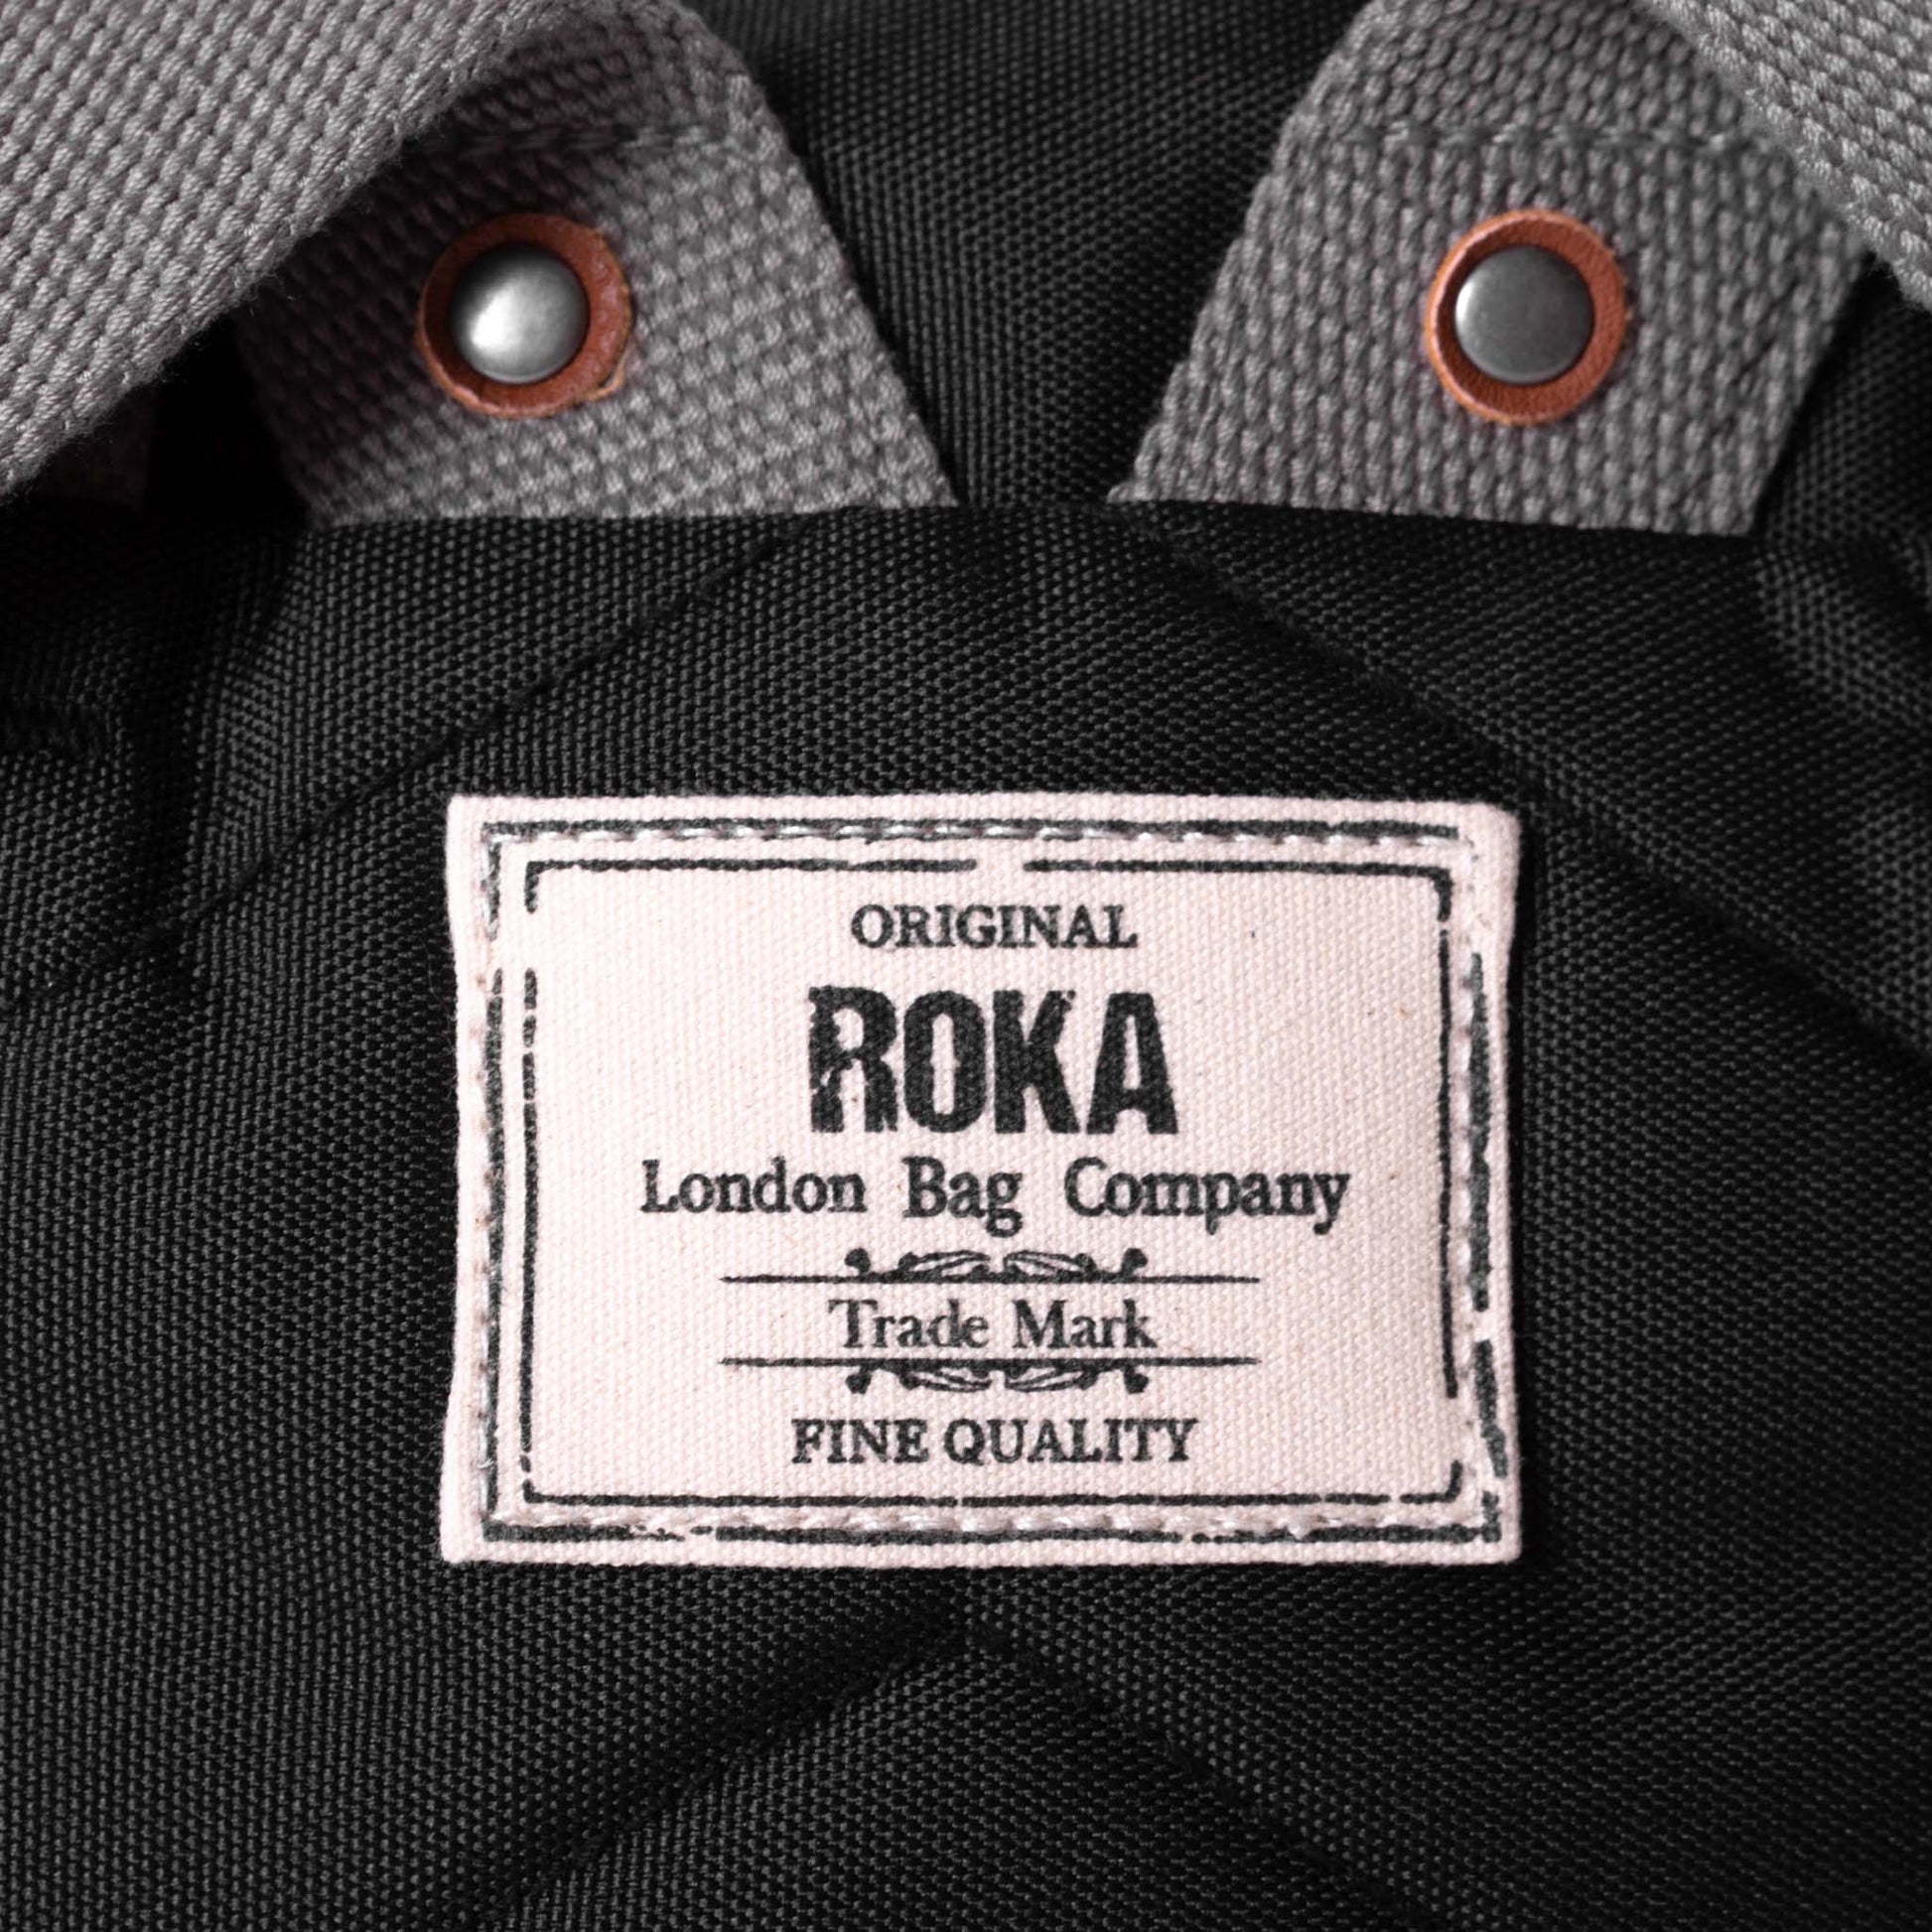 ORIGINAL
ROKA
London Bag Company
Trade Mark
FINE QUALITY